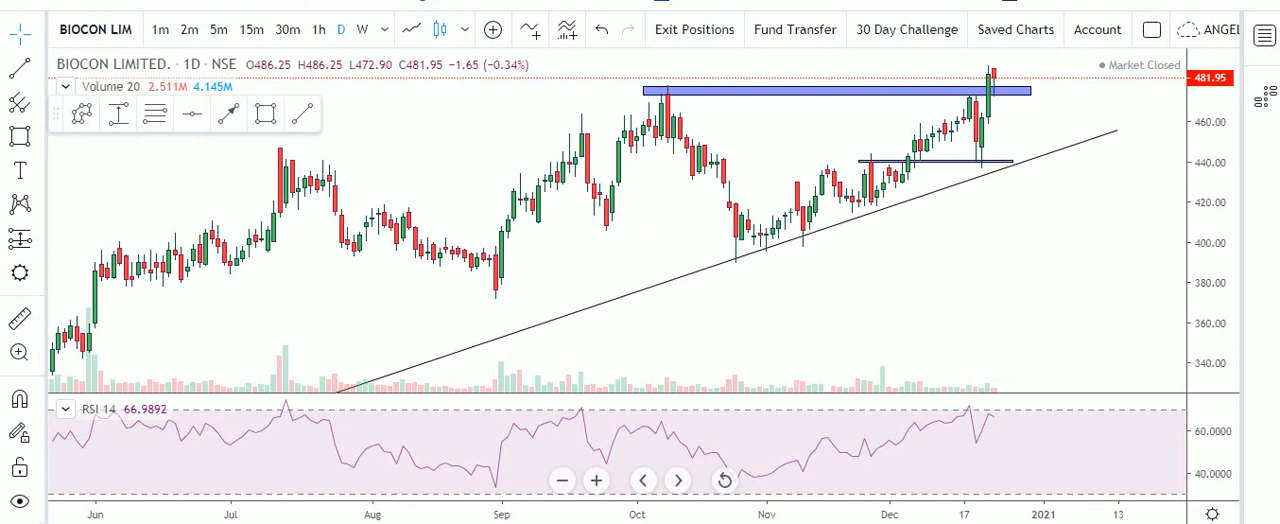 BIOCON LIM 1m 2m 5m 15m 30m 1h D W Exit Positions Fund Transfer 30 Day Challenge Saved Charts Account ANGEL
BIOCON LIMITED. · 1D · NSE O486.25 H486.25 L472.90 C481.95 −1.65 (−0.34%)
Market Closed
Volume 20 2.511M 4.145M
481.95
460.00
440.00
420.00
400.00
380.00
360.00
340.00
RSI 14 66.9892
60.0000
40.0000
Jun Jul Aug Sep Oct Nov Dec 17 2021 13